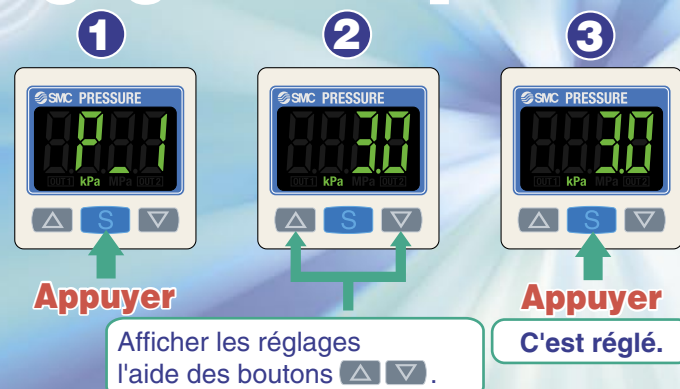 1 2 3
SMC PRESSURE
P_1
OUT1 kPa MPa OUT2
△ S ▽
Appuyer
SMC PRESSURE
3.0
OUT1 kPa MPa OUT2
△ S ▽
Afficher les réglages
l'aide des boutons △ ▽.
SMC PRESSURE
3.0
OUT1 kPa MPa OUT2
△ S ▽
Appuyer
C'est réglé.